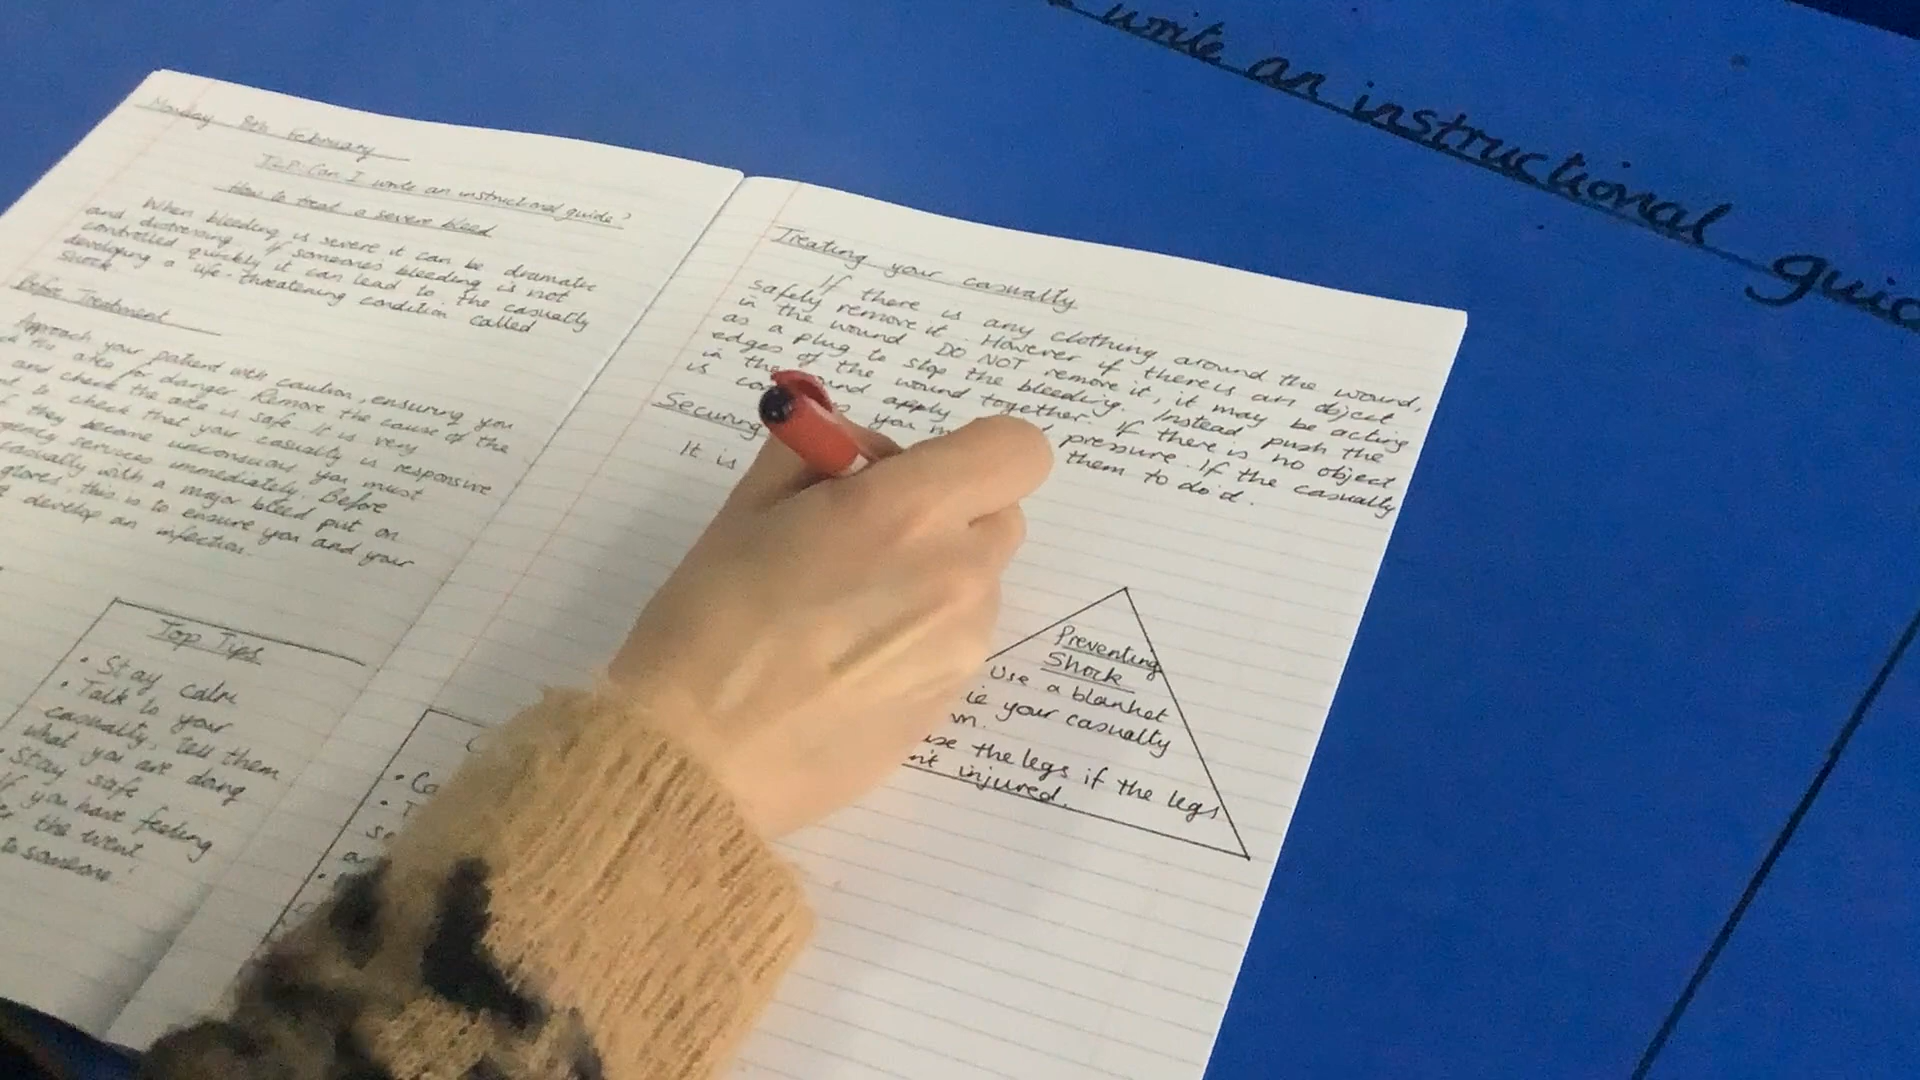 write an instructional guid
Monday 8th February
ILP: Can I write an instructional guide?
How to treat a severe bleed
When bleeding is severe it can be dramatic
and distressing. If someones bleeding is not
controlled quickly it can lead to the casualty
developing a life-threatening condition called
shock.
Before Treatment
Approach your patient with caution, ensuring you
the site for danger. Remove the cause of the
and check the site is safe. It is very
to check that your casualty is responsive
if they become unconscious you must
services immediately. Before
casualty with a major bleed put on
gloves, this is to ensure you and your
develop an infection.
Top Tips
• Stay calm
• Talk to your
casualty, tell them
what you are doing
• Stay safe
If you have feeling
the went
to someone.
Treating your casualty
If there is any clothing around the wound,
safely remove it. However if there is an object
in the wound DO NOT remove it, it may be acting
as a plug to stop the bleeding. Instead push the
edges of the wound together. If there is no object
in the apply pressure. If the casualty
is you them to do it.
Securing
It is
Preventing
Shock
Use a blanket
your casualty
the legs if the legs
injured.